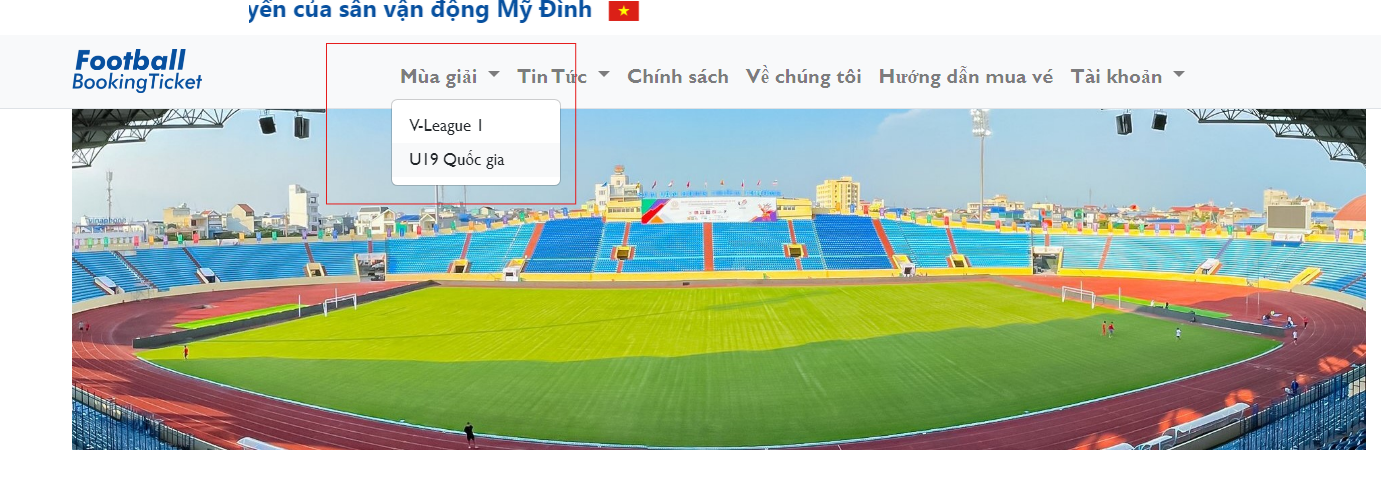 yến của sân vận động Mỹ Đình
Football
BookingTicket
Mùa giải Tin Tức Chính sách Về chúng tôi Hướng dẫn mua vé Tài khoản
V-League 1
U19 Quốc gia
vinaphone